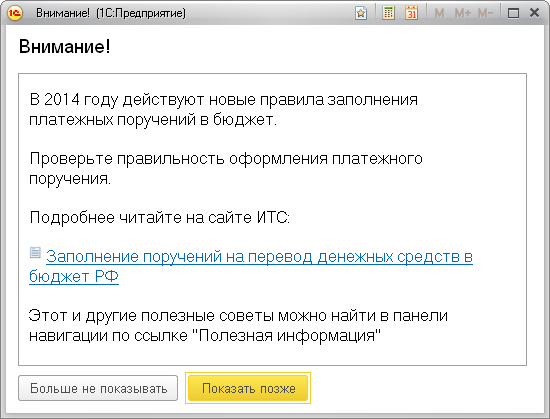 Внимание! (1С:Предприятие)
M M+ M-
Внимание!
В 2014 году действуют новые правила заполнения
платежных поручений в бюджет.
Проверьте правильность оформления платежного
поручения.
Подробнее читайте на сайте ИТС:
Заполнение поручений на перевод денежных средств в
бюджет РФ
Этот и другие полезные советы можно найти в панели
навигации по ссылке "Полезная информация"
Больше не показывать
Показать позже